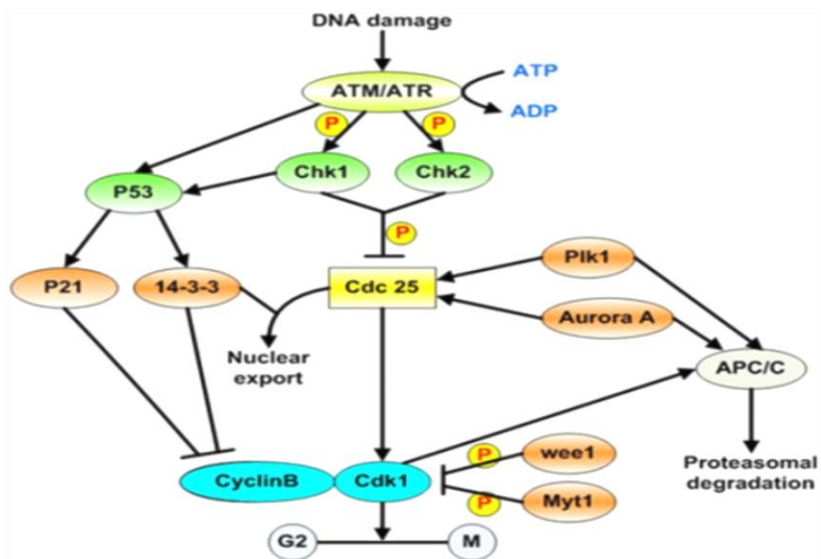 DNA damage
ATM/ATR
ATP
ADP
P
P
Chk1
Chk2
P53
P
P21
14-3-3
Cdc 25
Plk1
Aurora A
Nuclear
export
APC/C
CyclinB
Cdk1
P
wee1
P
Myt1
Proteasomal
degradation
G2
M